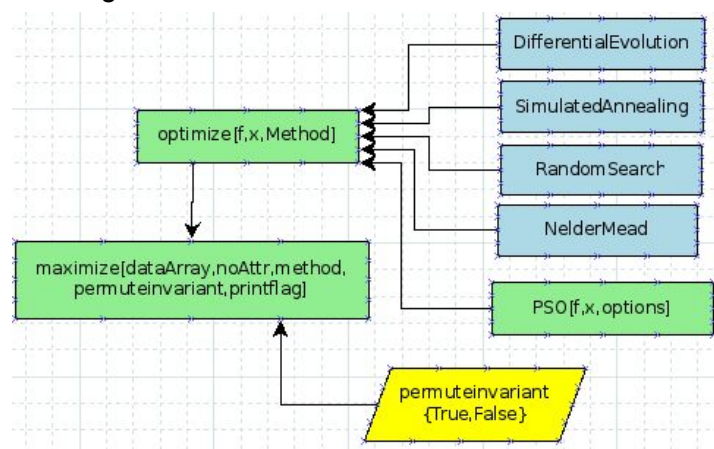 DifferentialEvolution
SimulatedAnnealing
optimize[f,x,Method]
RandomSearch
NelderMead
maximize[dataArray,noAttr,method,
permuteinvariant,printflag]
PSO[f,x,options]
permuteinvariant
{True,False}